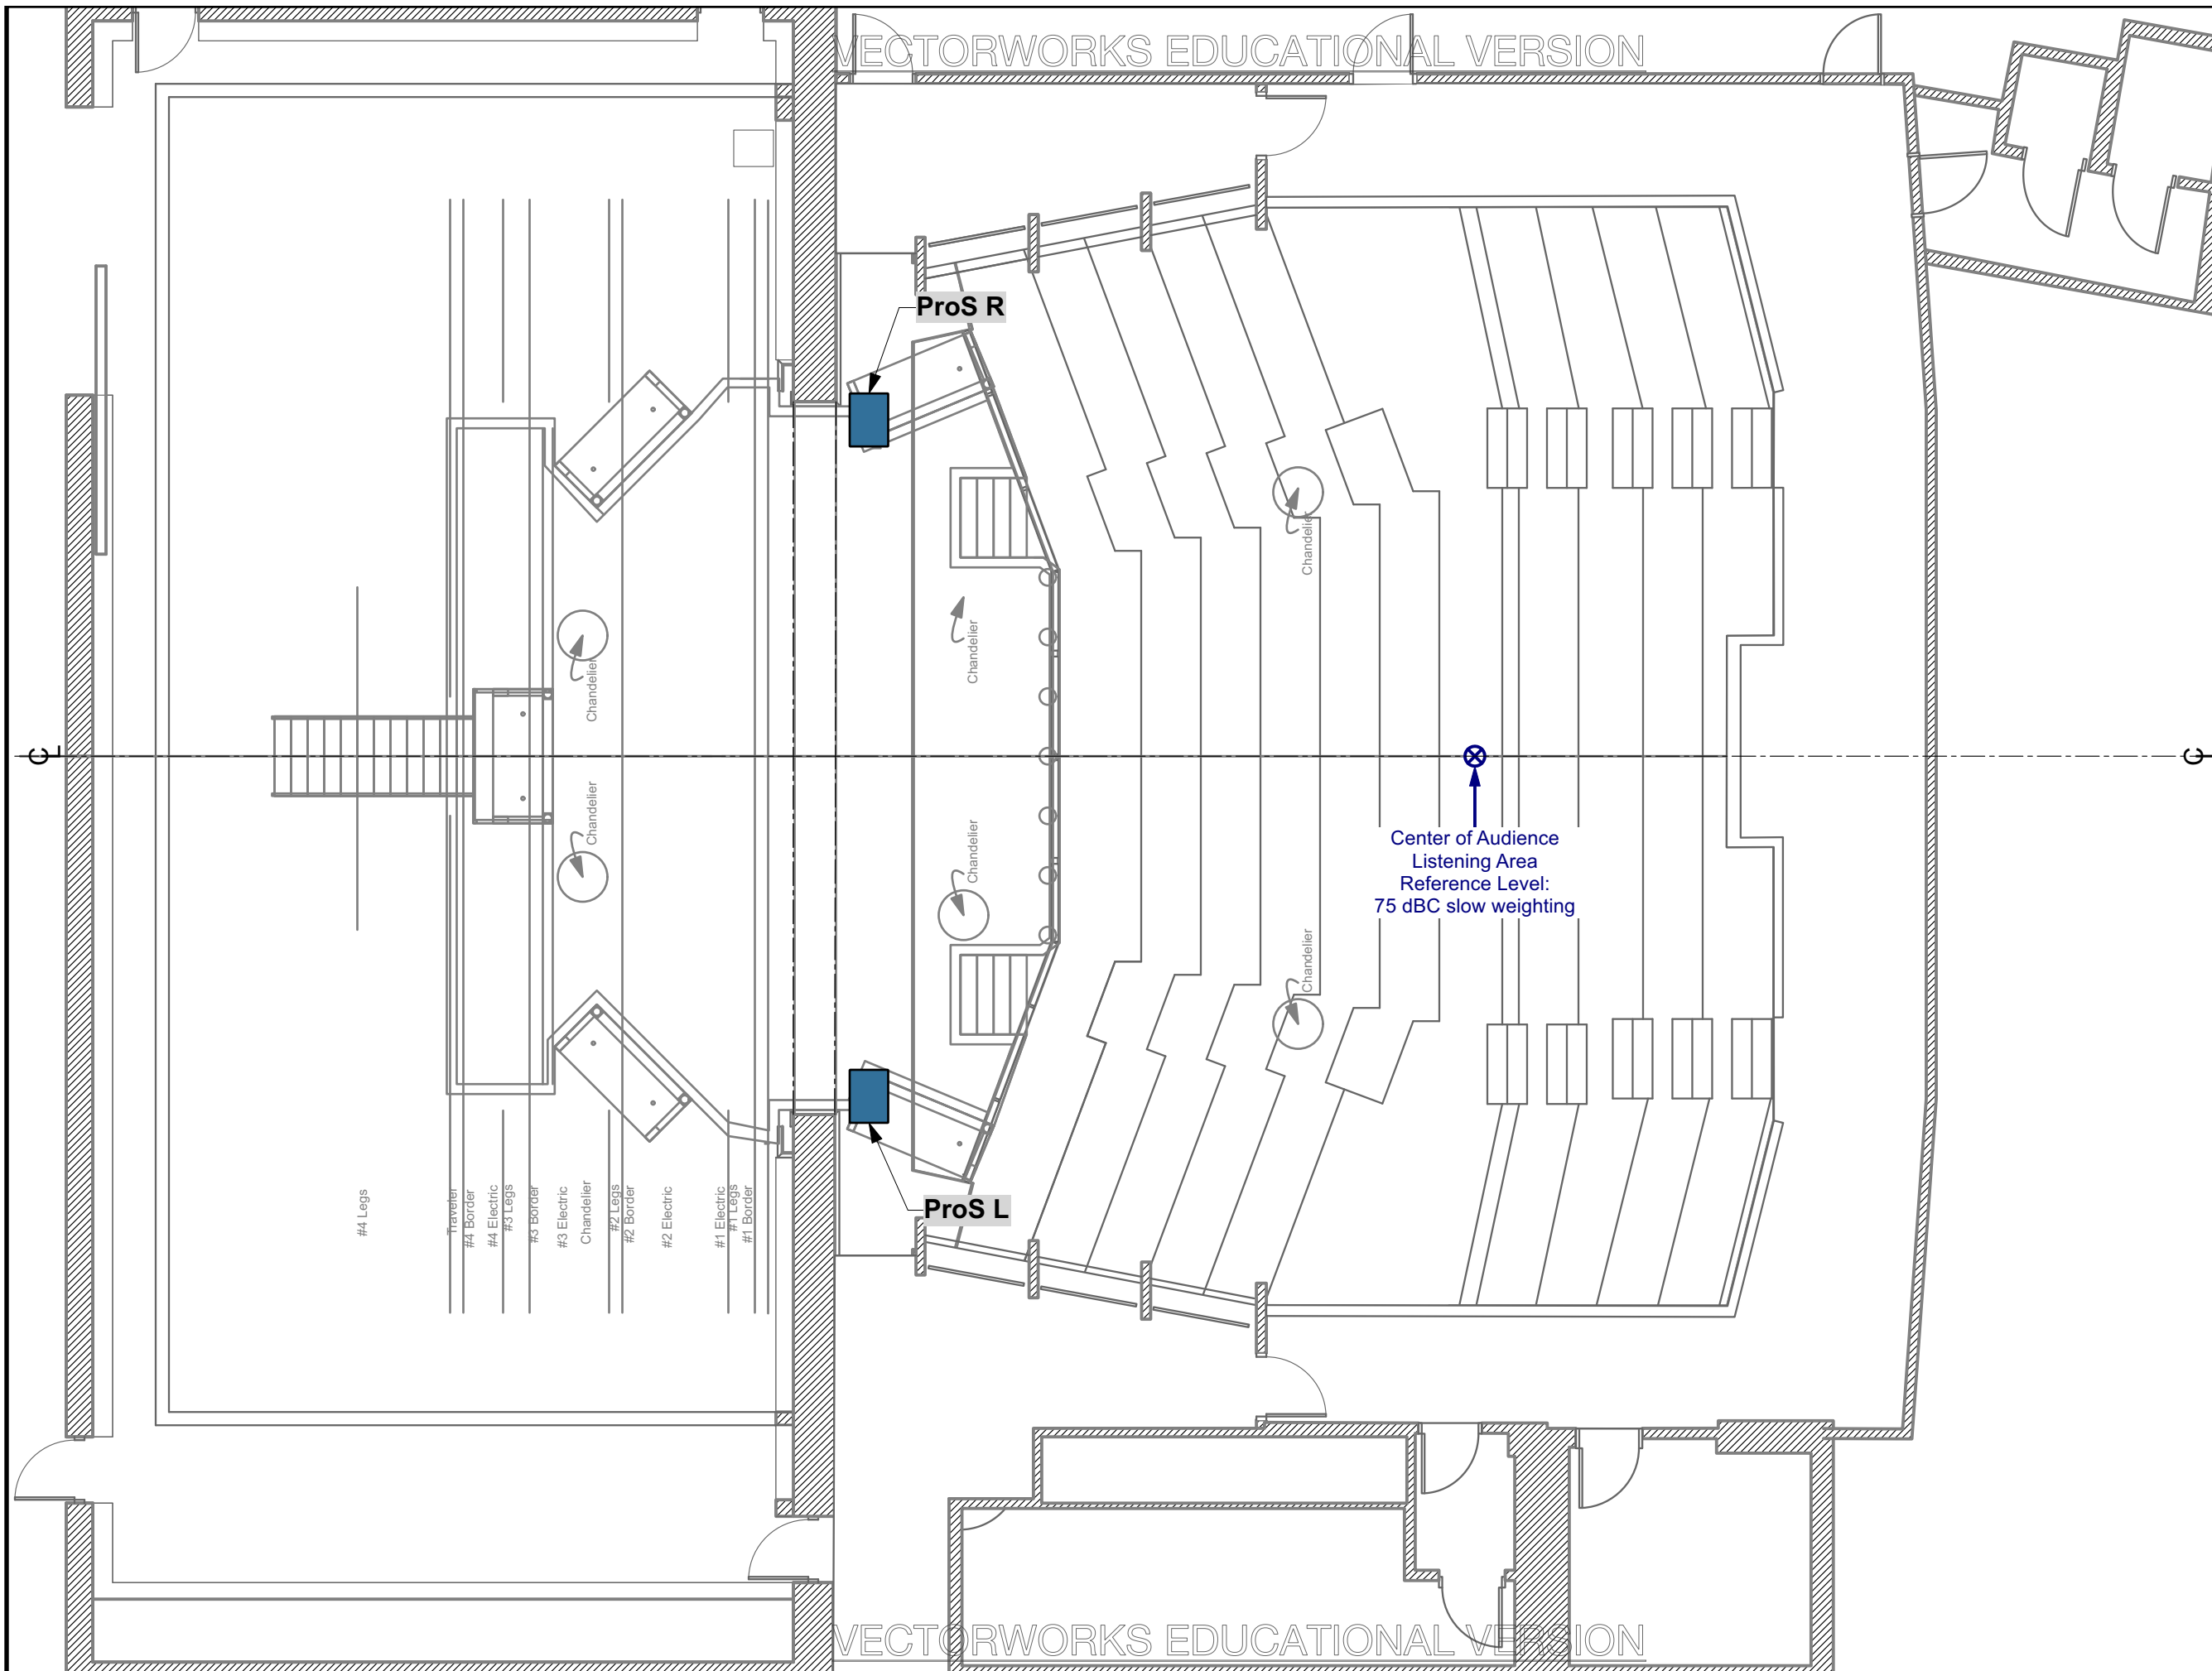 VECTORWORKS EDUCATIONAL VERSION
ProS R
Chandelier
Chandelier
Chandelier
Chandelier
Chandelier
Chandelier
C
L
C
Center of Audience
Listening Area
Reference Level:
75 dBC slow weighting
ProS L
#4 Legs
Traveler
#4 Border
#4 Electric
#3 Legs
#3 Border
#3 Electric
Chandelier
#2 Legs
#2 Border
#2 Electric
#1 Electric
#1 Legs
#1 Border
VECTORWORKS EDUCATIONAL VERSION